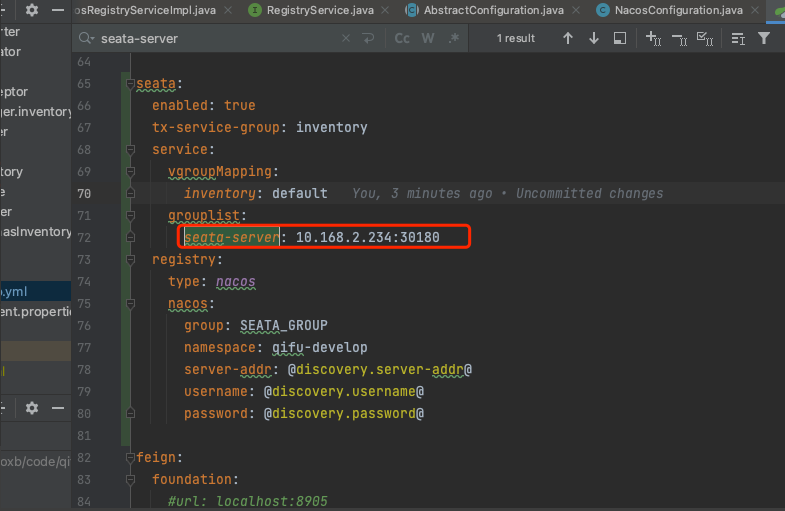 osRegistryServiceImpl.java
RegistryService.java
AbstractConfiguration.java
NacosConfiguration.java
seata-server
Cc W .* 1 result
rter
ator
eptor
ger.inventory
er
tory
e
er
nasInventory
.yml
ent.properti
l
oxb/code/qi
64
65 seata:
66 enabled: true
67 tx-service-group: inventory
68 service:
69 vgroupMapping:
70 inventory: default You, 3 minutes ago • Uncommitted changes
71 grouplist:
72 seata-server: 10.168.2.234:30180
73 registry:
74 type: nacos
75 nacos:
76 group: SEATA_GROUP
77 namespace: qifu-develop
78 server-addr: @discovery.server-addr@
79 username: @discovery.username@
80 password: @discovery.password@
81
82 feign:
83 foundation:
84 #url: localhost:8905